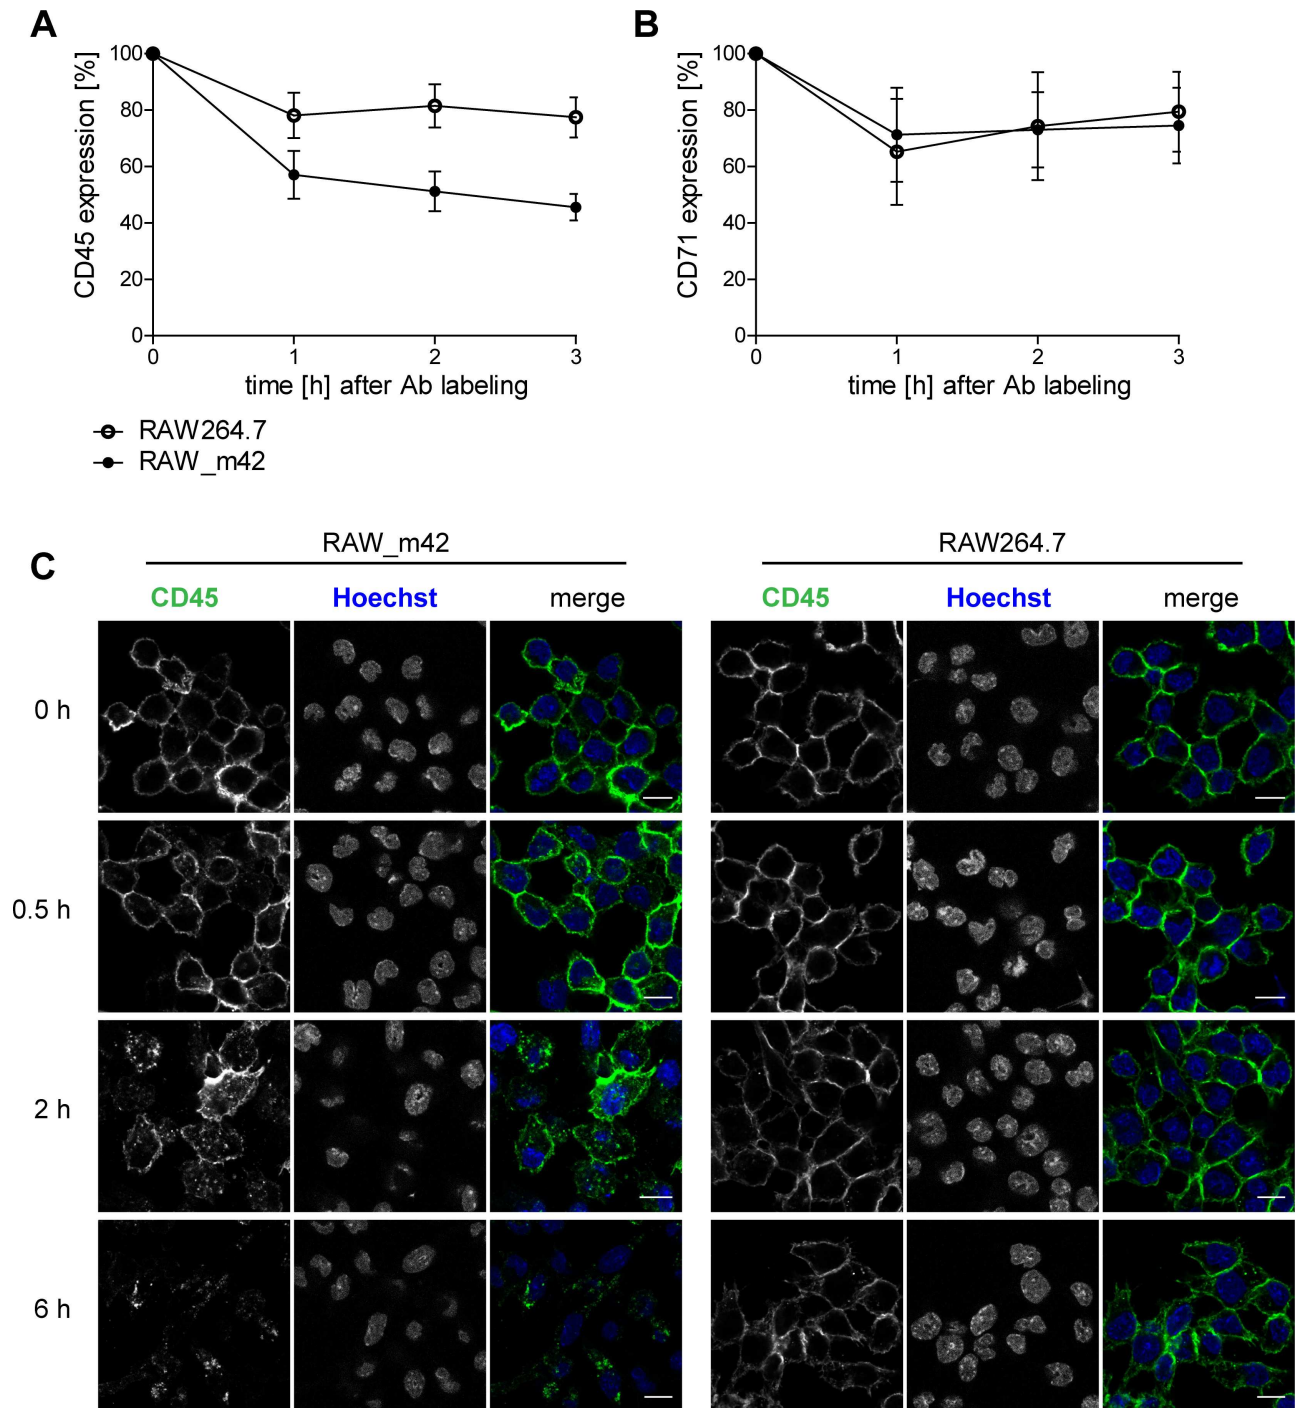 A
B
CD45 expression [%]
100
80
60
40
20
0
0 1 2 3
time [h] after Ab labeling
CD71 expression [%]
100
80
60
40
20
0
0 1 2 3
time [h] after Ab labeling
RAW264.7
RAW_m42
C
RAW_m42
RAW264.7
CD45 Hoechst merge
CD45 Hoechst merge
0 h
0.5 h
2 h
6 h